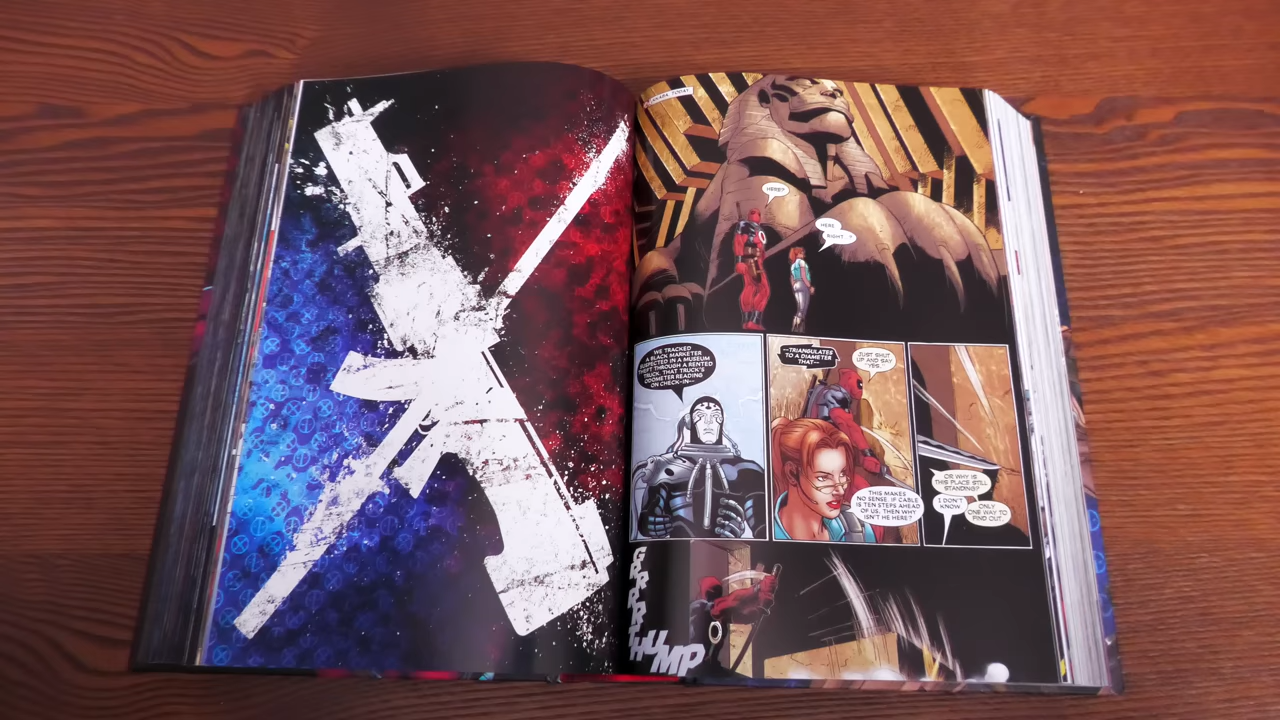 TODAY.
HERE?
HERE.
RIGHT
WE TRACKED
A BLACK MARKETER
SUSPECTED IN A MUSEUM
THEFT THROUGH A RENTED
TRUCK. THAT TRUCK'S
ODOMETER READING
ON CHECK-IN--
--TRIANGULATES
TO A DIAMETER
THAT--
JUST SHUT
UP AND SAY
"YES."
THIS MAKES
NO SENSE. IF CABLE
IS TEN STEPS AHEAD
OF US, THEN WHY
ISN'T HE HERE?
OR WHY IS
THIS PLACE STILL
STANDING?
I DON'T
KNOW.
ONLY
ONE WAY TO
FIND OUT.
GRRRRTHUMP